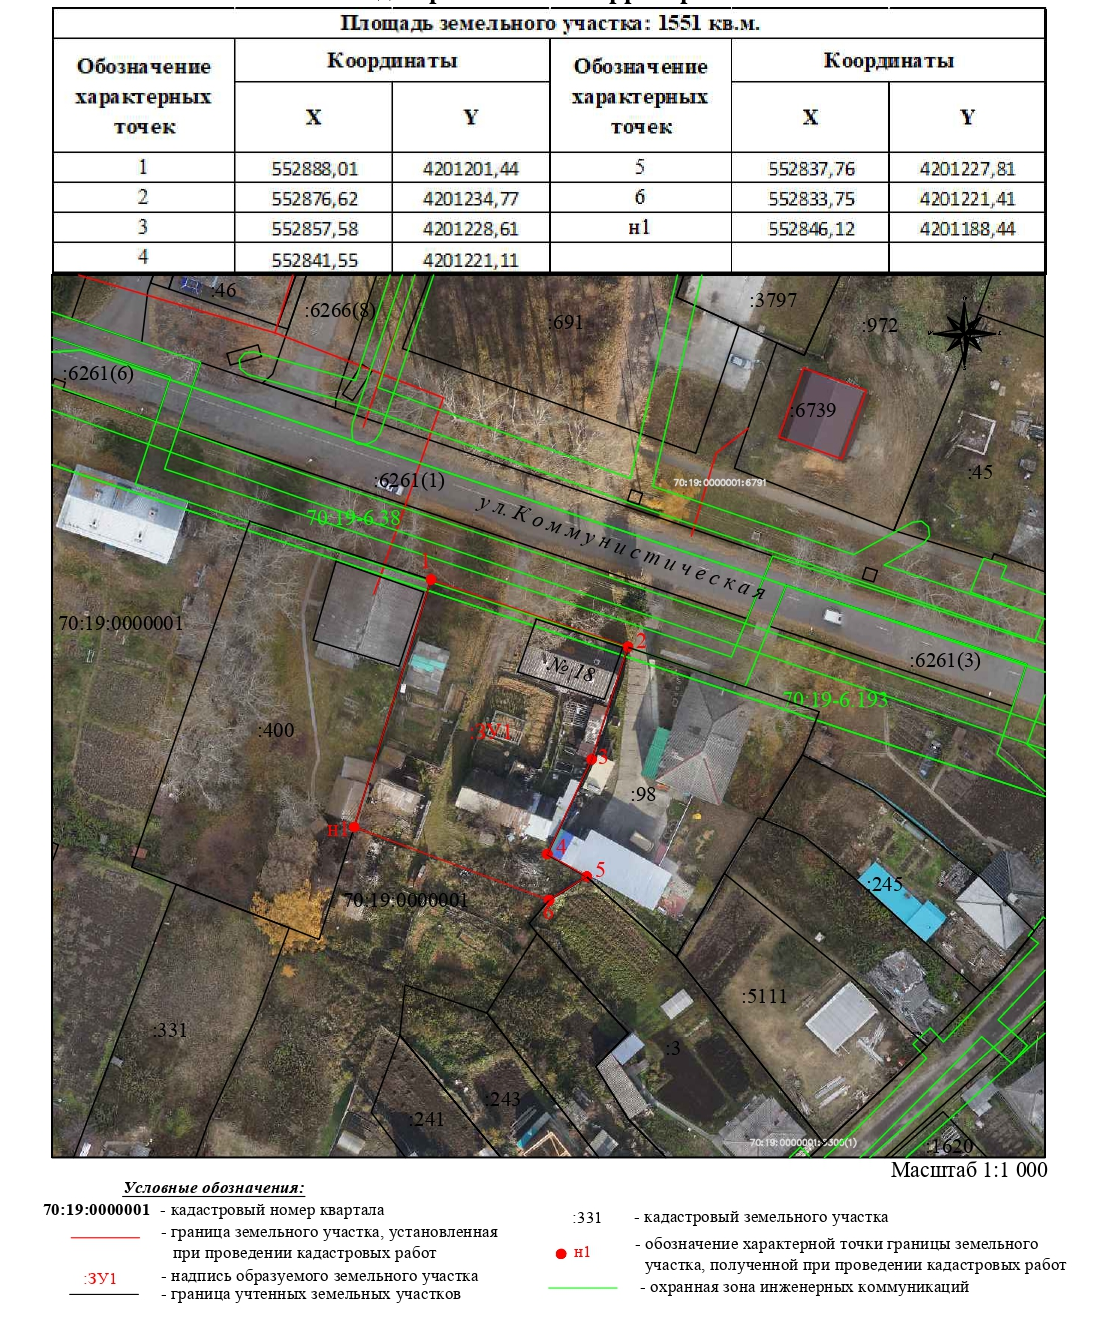 Площадь земельного участка: 1551 кв.м.
Обозначение характерных точек Координаты Обозначение характерных точек Координаты
X Y X Y
1 552888,01 4201201,44 5 552837,76 4201227,81
2 552876,62 4201234,77 6 552833,75 4201221,41
3 552857,58 4201228,61 н1 552846,12 4201188,44
4 552841,55 4201221,11
:46
:6266(8)
:691
:3797
:972
:6261(6)
:6739
:45
:6261(1)
70:19:0000001:6791
70:19-6.38
ул. Коммунистическая
1
70:19:0000001
2
:6261(3)
№ 18
70:19-6.193
:400
:ЗУ1
3
:98
н1
4
5
:245
70:19:0000001
6
:5111
:331
:3
:243
:241
:1620
Масштаб 1:1 000
Условные обозначения:
70:19:0000001 - кадастровый номер квартала
- граница земельного участка, установленная
при проведении кадастровых работ
:ЗУ1 - надпись образуемого земельного участка
- граница учтенных земельных участков
:331 - кадастровый земельного участка
н1 - обозначение характерной точки границы земельного
участка, полученной при проведении кадастровых работ
- охранная зона инженерных коммуникаций